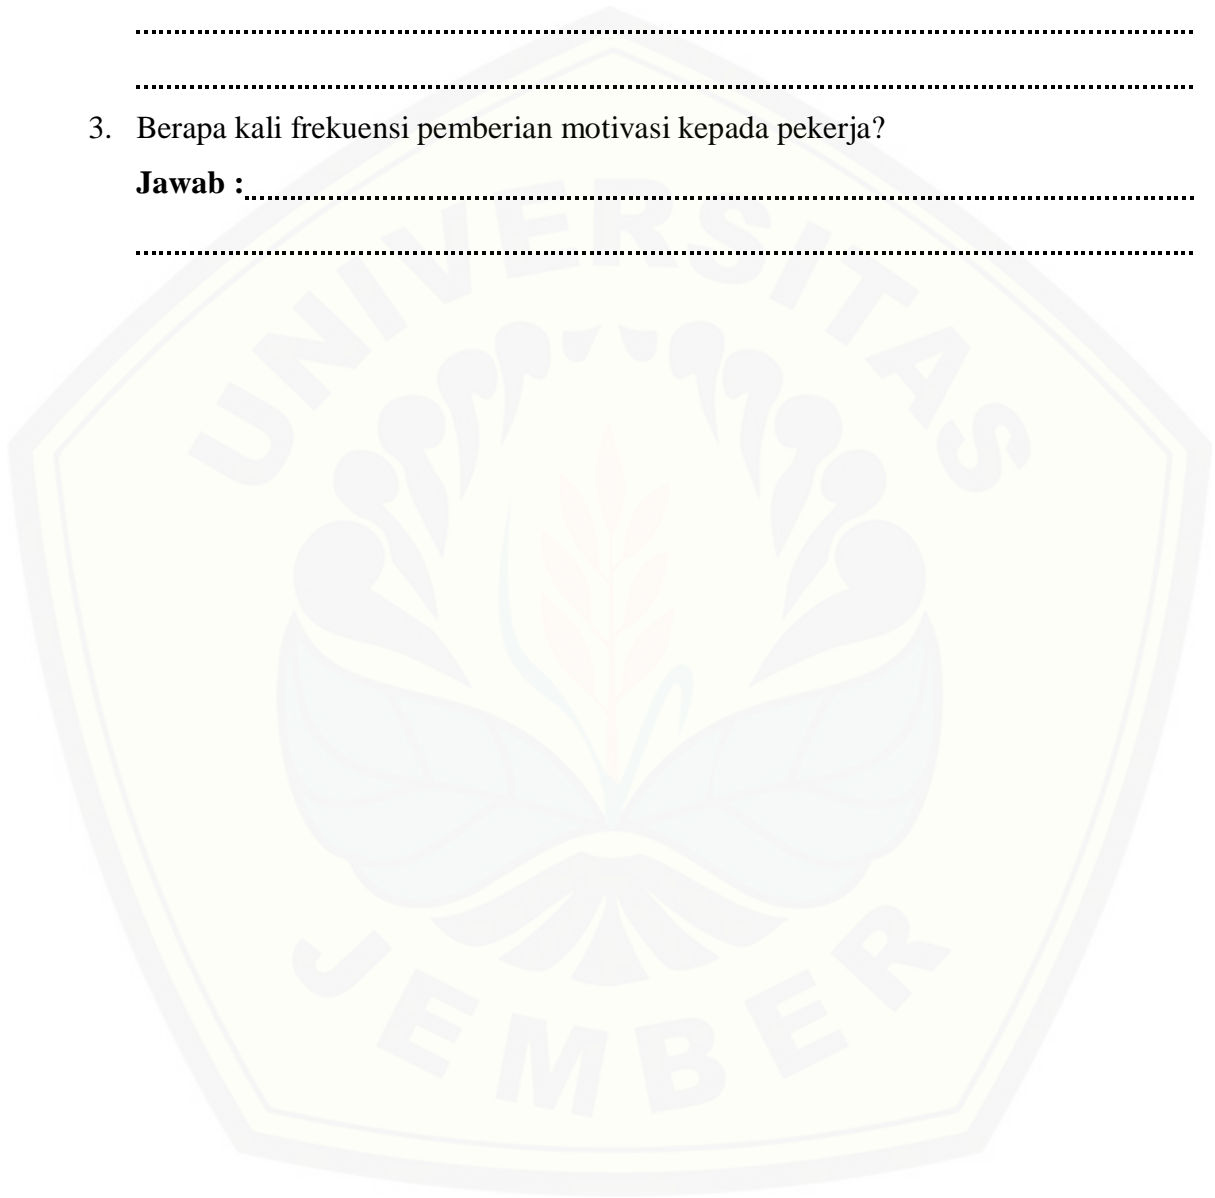 3. Berapa kali frekuensi pemberian motivasi kepada pekerja?
Jawab :
UNIVERSITAS
JEMBER